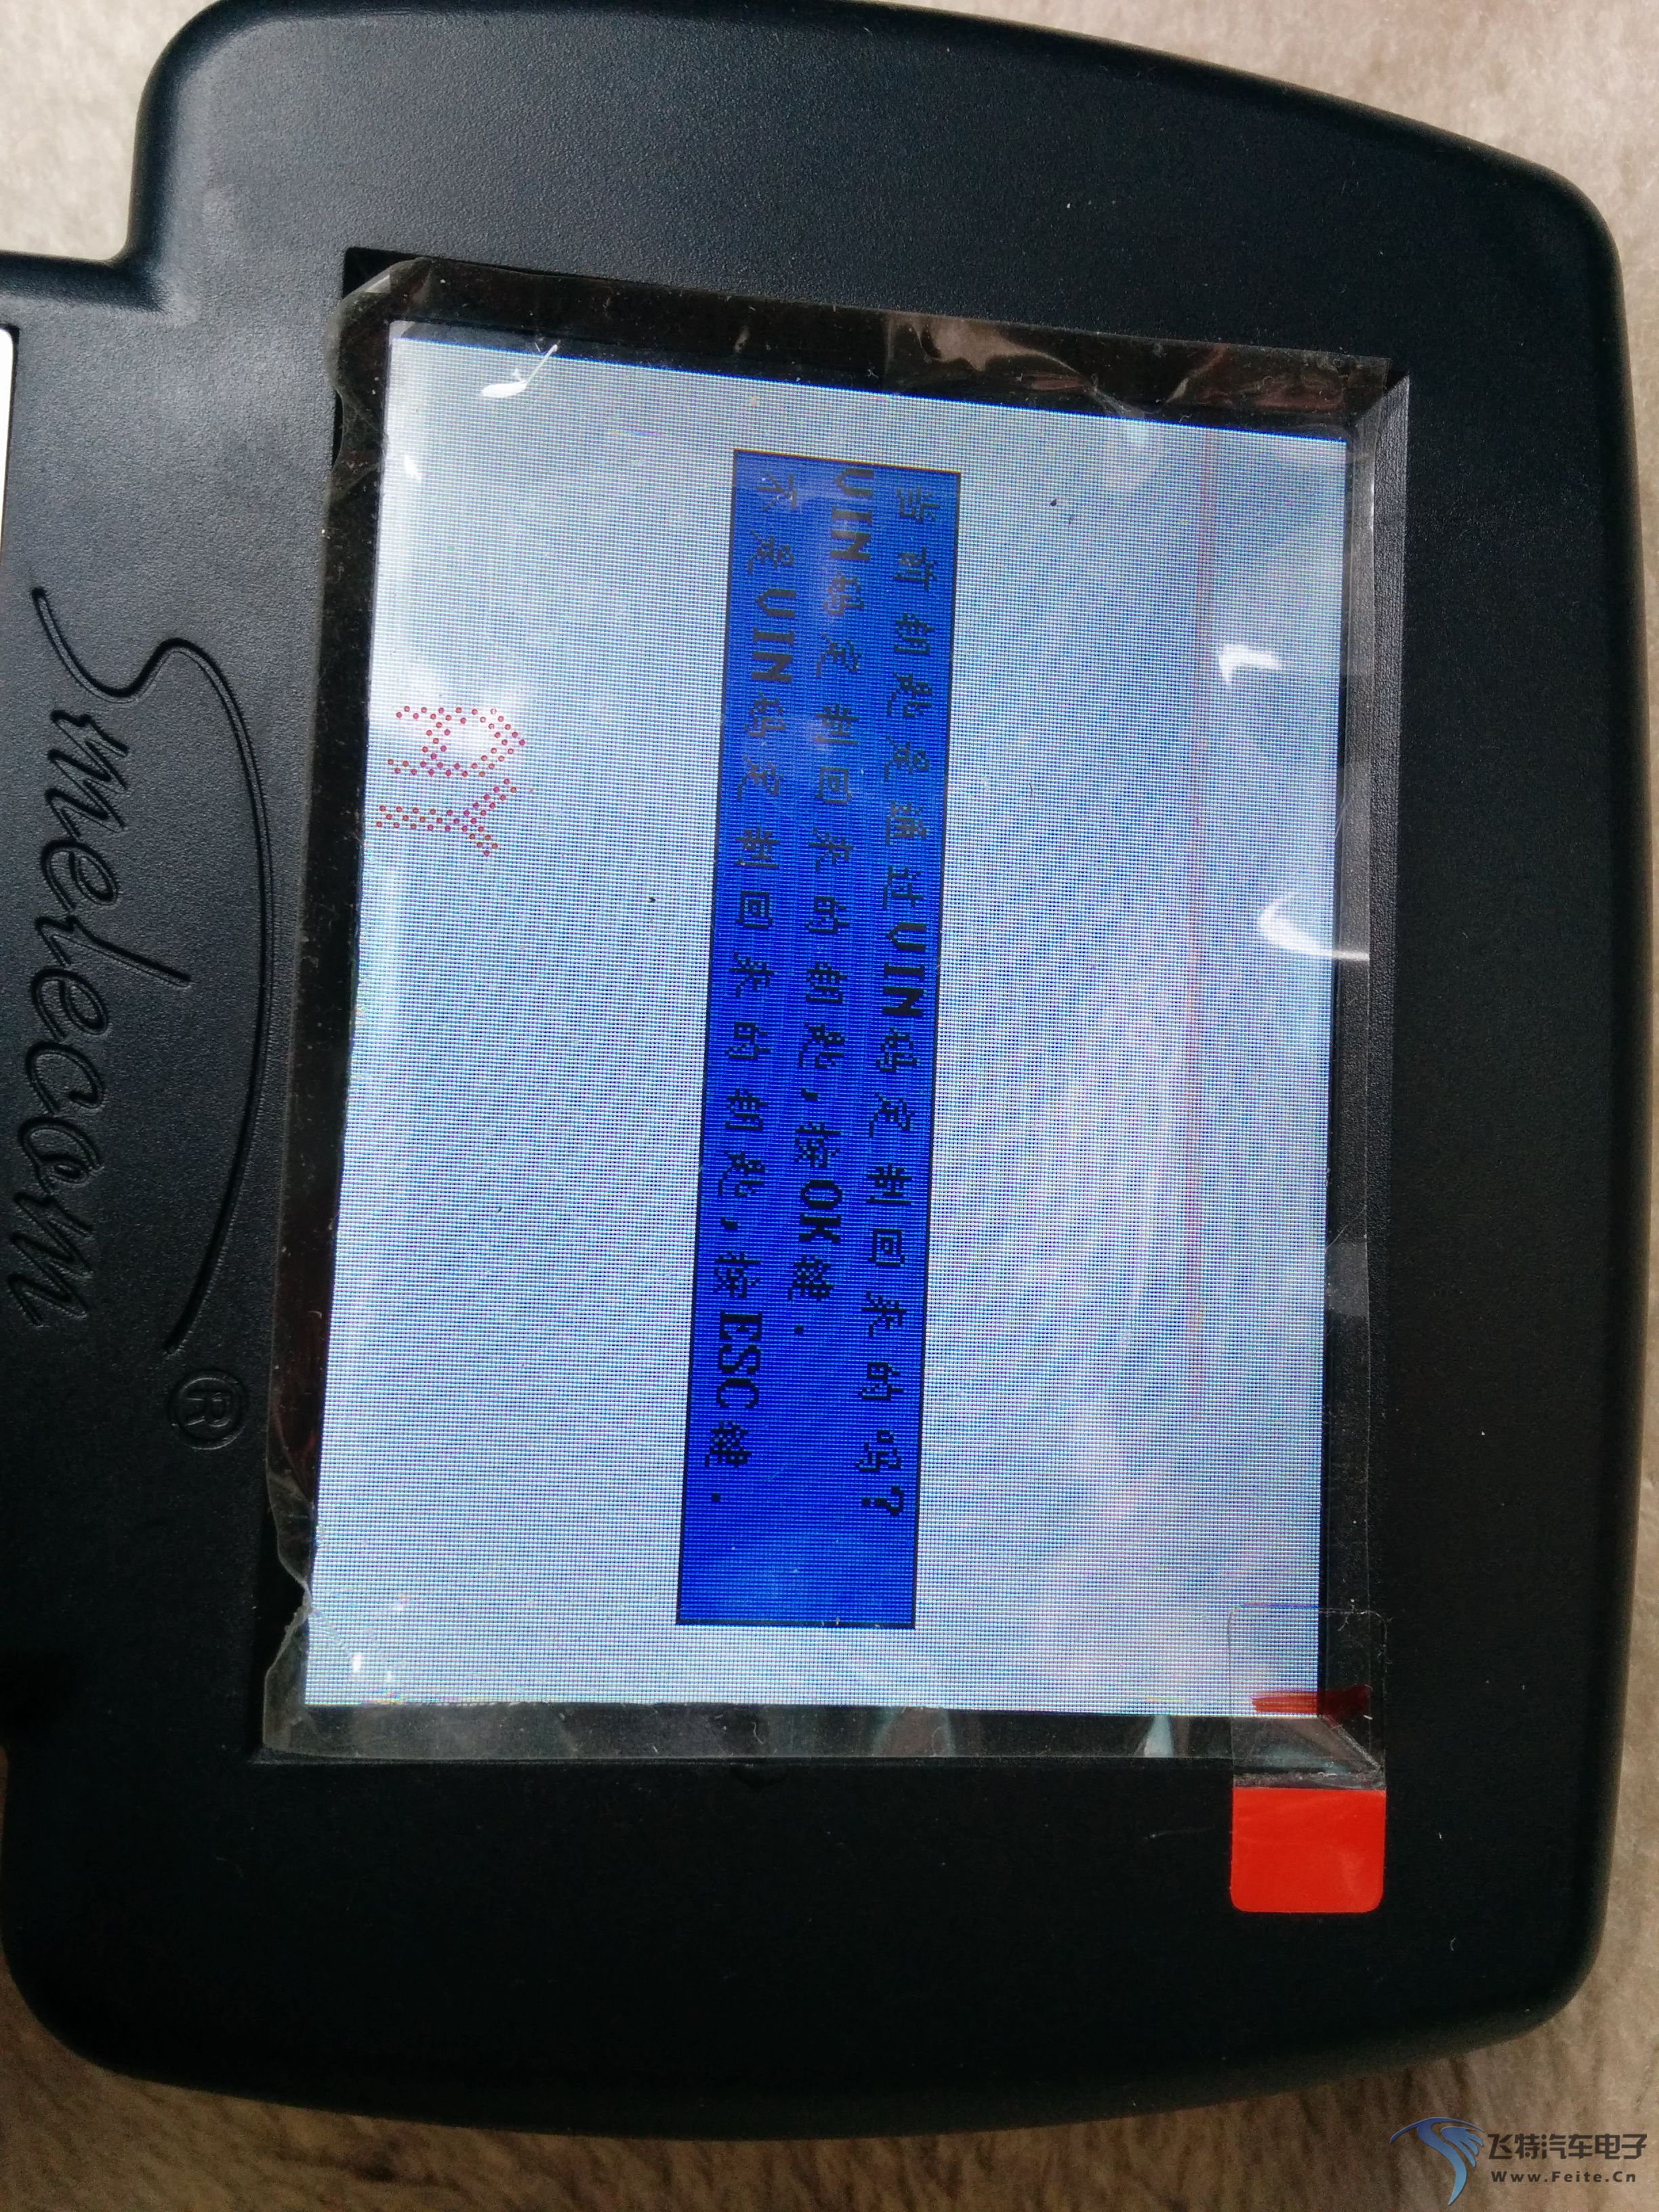 当前钥匙是通过VIN码定制回来的吗?
VIN码定制回来的钥匙,按OK键.
不是VIN码定制回来的钥匙,按ESC键.
Smelecom®
飞特汽车电子
Www.Feite.Cn